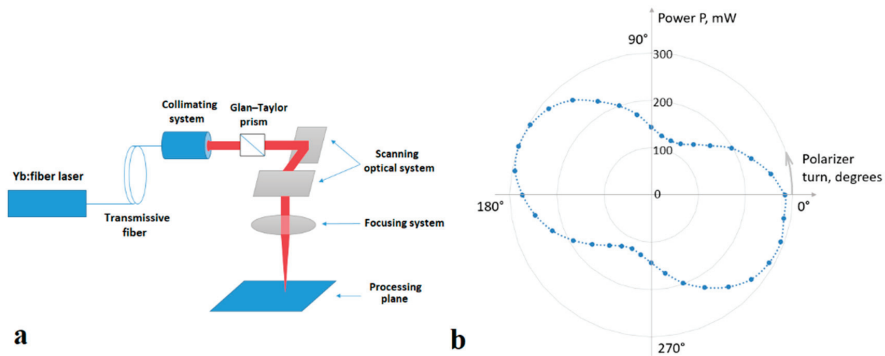 Collimating
system
Glan–Taylor
prism
Yb:fiber laser
Transmissive
fiber
Scanning
optical system
Focusing system
Processing
plane
a
Power P, mW
90°
300
200
100
0
180°
0°
Polarizer
turn, degrees
270°
b